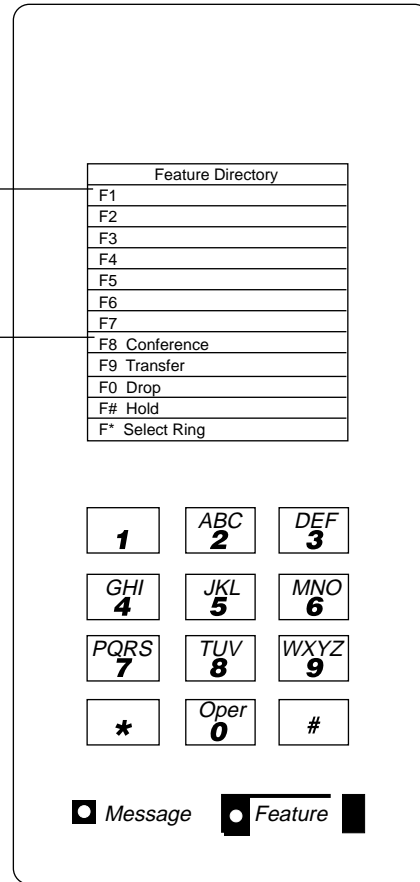 Feature Directory
F1
F2
F3
F4
F5
F6
F7
F8 Conference
F9 Transfer
F0 Drop
F# Hold
F* Select Ring
1 ABC 2 DEF 3
GHI 4 JKL 5 MNO 6
PQRS 7 TUV 8 WXYZ 9
* Oper 0 #
Message Feature